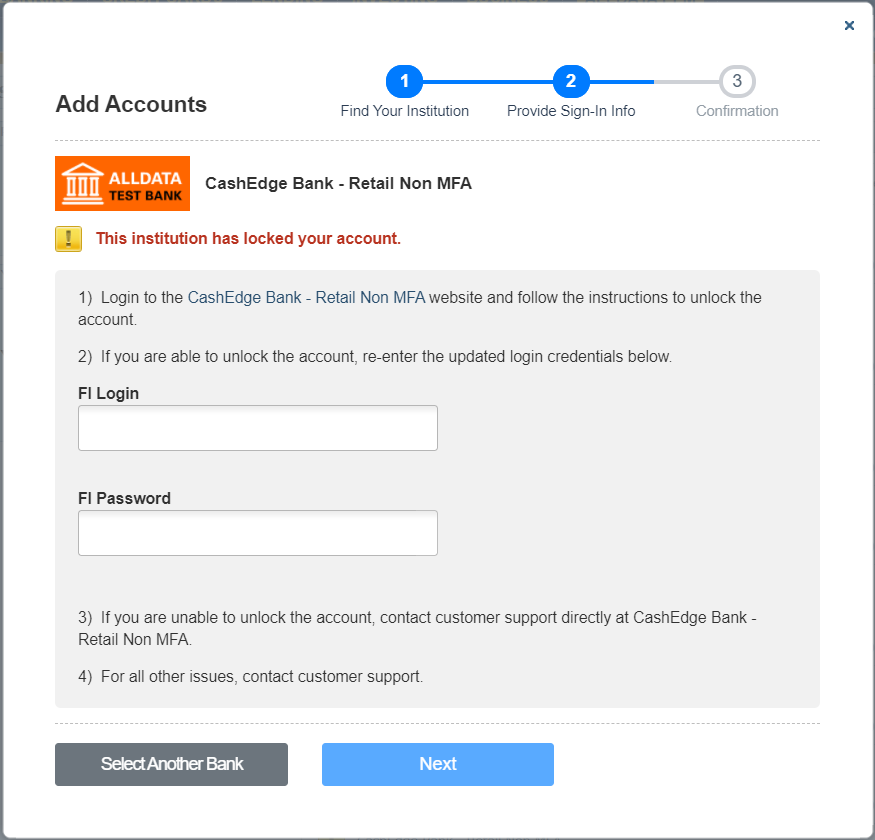 ×
Add Accounts
1
2
3
Find Your Institution
Provide Sign-In Info
Confirmation
ALLDATA
TEST BANK
CashEdge Bank - Retail Non MFA
! This institution has locked your account.
1) Login to the CashEdge Bank - Retail Non MFA website and follow the instructions to unlock the
account.
2) If you are able to unlock the account, re-enter the updated login credentials below.
FI Login
FI Password
3) If you are unable to unlock the account, contact customer support directly at CashEdge Bank -
Retail Non MFA.
4) For all other issues, contact customer support.
Select Another Bank
Next